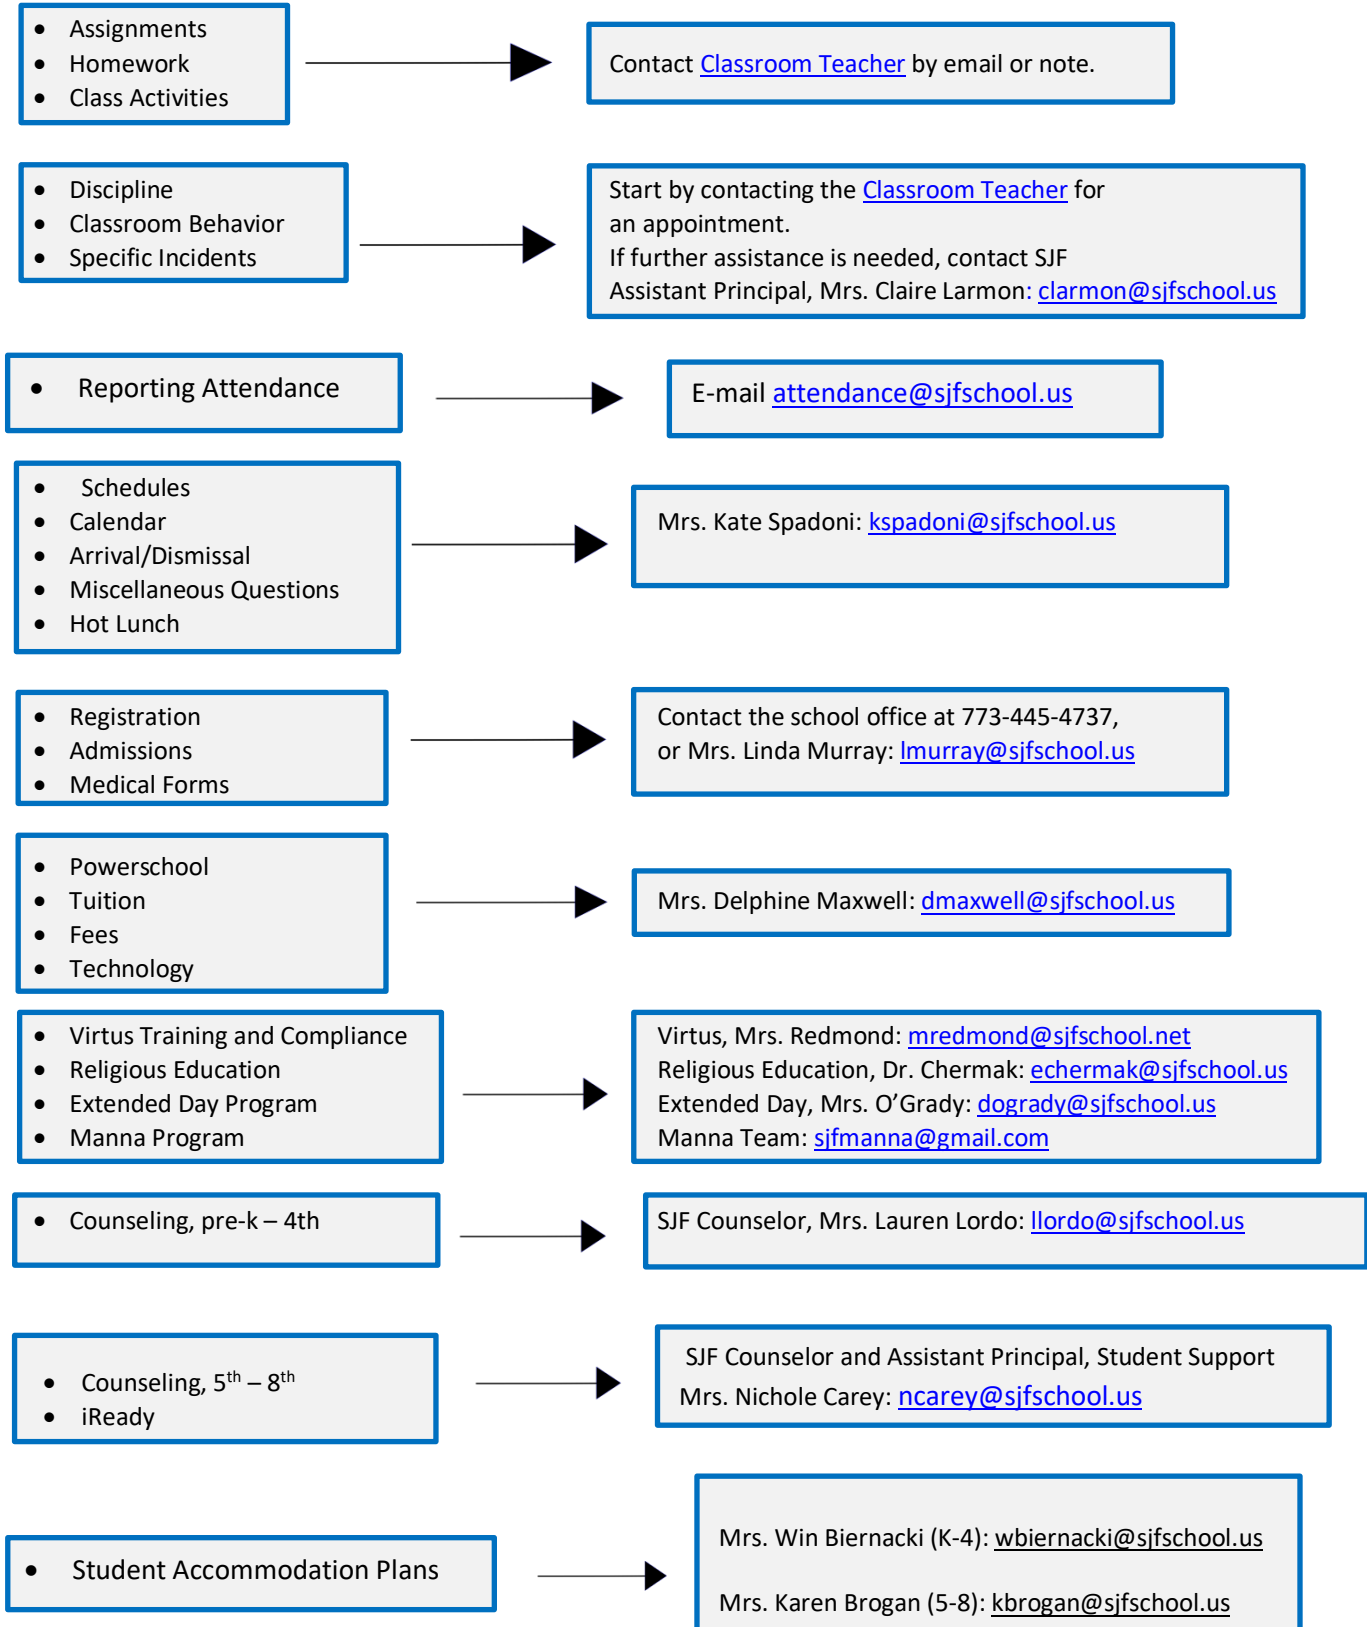 • Assignments
• Homework
• Class Activities
Contact Classroom Teacher by email or note.
• Discipline
• Classroom Behavior
• Specific Incidents
Start by contacting the Classroom Teacher for
an appointment.
If further assistance is needed, contact SJF
Assistant Principal, Mrs. Claire Larmon: clarmon@sjfschool.us
• Reporting Attendance
E-mail attendance@sjfschool.us
• Schedules
• Calendar
• Arrival/Dismissal
• Miscellaneous Questions
• Hot Lunch
Mrs. Kate Spadoni: kspadoni@sjfschool.us
• Registration
• Admissions
• Medical Forms
Contact the school office at 773-445-4737,
or Mrs. Linda Murray: lmurray@sjfschool.us
• Powerschool
• Tuition
• Fees
• Technology
Mrs. Delphine Maxwell: dmaxwell@sjfschool.us
• Virtus Training and Compliance
• Religious Education
• Extended Day Program
• Manna Program
Virtus, Mrs. Redmond: mredmond@sjfschool.net
Religious Education, Dr. Chermak: echermak@sjfschool.us
Extended Day, Mrs. O’Grady: dogrady@sjfschool.us
Manna Team: sjfmanna@gmail.com
• Counseling, pre-k – 4th
SJF Counselor, Mrs. Lauren Lordo: llordo@sjfschool.us
• Counseling, 5th – 8th
• iReady
SJF Counselor and Assistant Principal, Student Support
Mrs. Nichole Carey: ncarey@sjfschool.us
• Student Accommodation Plans
Mrs. Win Biernacki (K-4): wbiernacki@sjfschool.us
Mrs. Karen Brogan (5-8): kbrogan@sjfschool.us